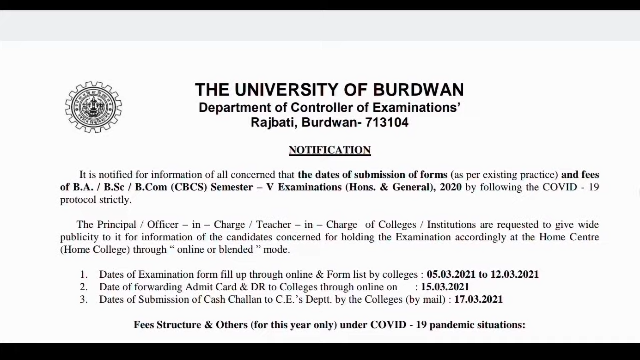 THE UNIVERSITY OF BURDWAN
Department of Controller of Examinations’
Rajbati, Burdwan- 713104
NOTIFICATION
It is notified for information of all concerned that the dates of submission of forms (as per existing practice) and fees
of B.A. / B.Sc / B.Com (CBCS) Semester – V Examinations (Hons. & General), 2020 by following the COVID - 19
protocol strictly.
The Principal / Officer – in – Charge / Teacher – in – Charge of Colleges / Institutions are requested to give wide
publicity to it for information of the candidates concerned for holding the Examination accordingly at the Home Centre
(Home College) through “ online or blended ” mode.
1. Dates of Examination form fill up through online & Form list by colleges : 05.03.2021 to 12.03.2021
2. Date of forwarding Admit Card & DR to Colleges through online on : 15.03.2021
3. Dates of Submission of Cash Challan to C.E.’s Deptt. by the Colleges (by mail) : 17.03.2021
Fees Structure & Others (for this year only) under COVID - 19 pandemic situations: